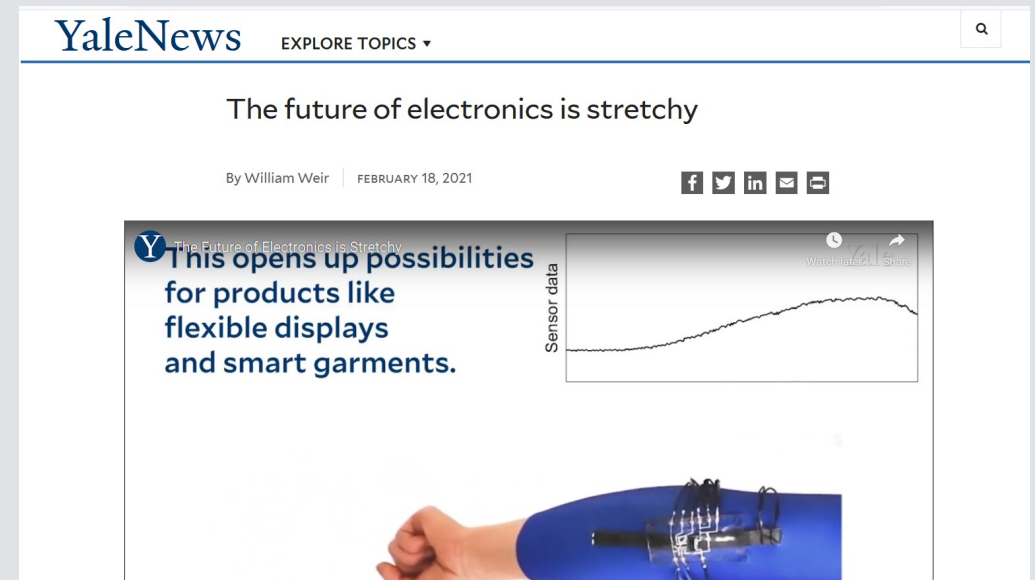 YaleNews
EXPLORE TOPICS
The future of electronics is stretchy
By William Weir
FEBRUARY 18, 2021
Y
The Future of Electronics is Stretchy
Watch later
Share
Yale
This opens up possibilities
for products like
flexible displays
and smart garments.
Sensor data